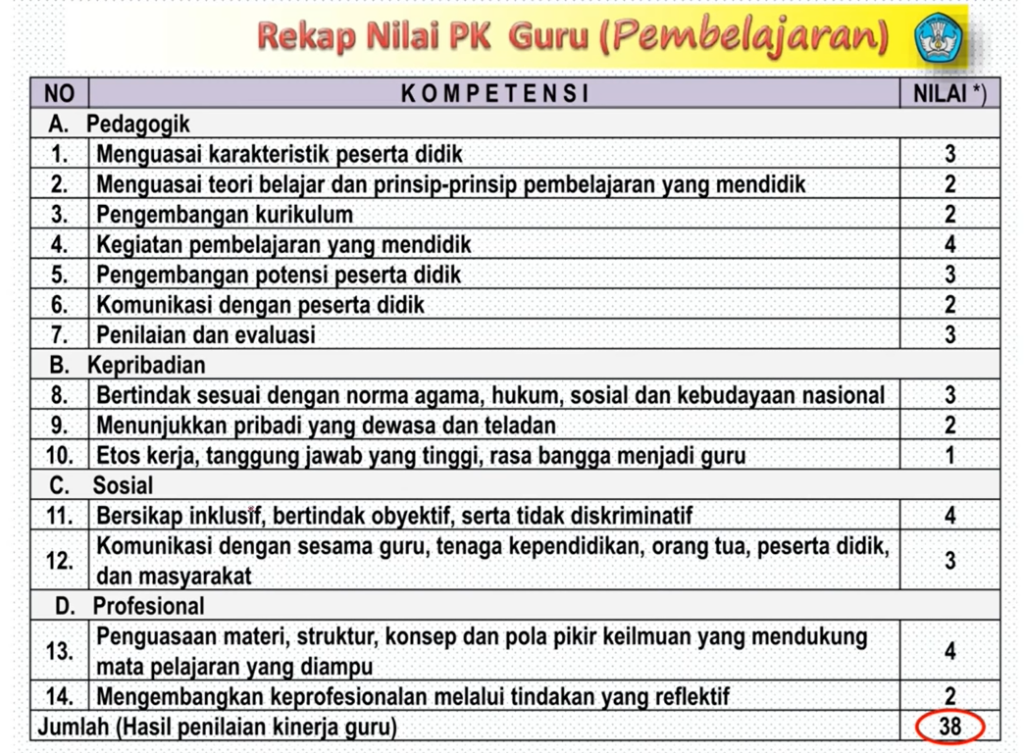 Rekap Nilai PK Guru (Pembelajaran)
NO KOMPETENSI NILAI *)
A. Pedagogik
1. Menguasai karakteristik peserta didik 3
2. Menguasai teori belajar dan prinsip-prinsip pembelajaran yang mendidik 2
3. Pengembangan kurikulum 2
4. Kegiatan pembelajaran yang mendidik 4
5. Pengembangan potensi peserta didik 3
6. Komunikasi dengan peserta didik 2
7. Penilaian dan evaluasi 3
B. Kepribadian
8. Bertindak sesuai dengan norma agama, hukum, sosial dan kebudayaan nasional 3
9. Menunjukkan pribadi yang dewasa dan teladan 2
10. Etos kerja, tanggung jawab yang tinggi, rasa bangga menjadi guru 1
C. Sosial
11. Bersikap inklusif, bertindak obyektif, serta tidak diskriminatif 4
12. Komunikasi dengan sesama guru, tenaga kependidikan, orang tua, peserta didik,
dan masyarakat 3
D. Profesional
13. Penguasaan materi, struktur, konsep dan pola pikir keilmuan yang mendukung
mata pelajaran yang diampu 4
14. Mengembangkan keprofesionalan melalui tindakan yang reflektif 2
Jumlah (Hasil penilaian kinerja guru) 38